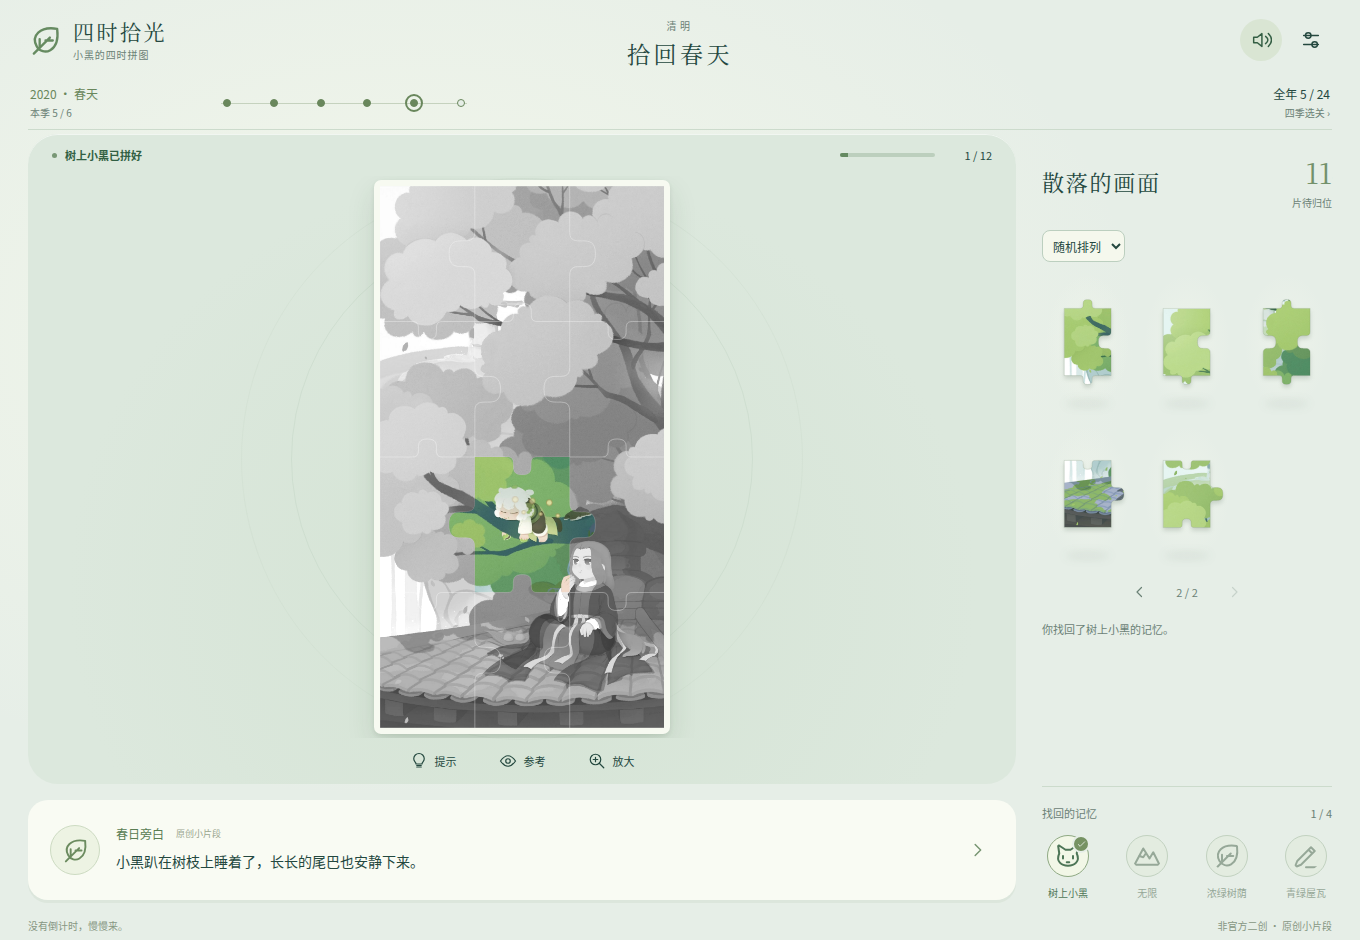 四时拾光
小黑的四时拼图
清明
拾回春天
2020 · 春天
本季 5 / 6
全年 5 / 24
四季选关 ›
树上小黑已拼好
1 / 12
散落的画面
11
片待归位
随机排列
2 / 2
你找回了树上小黑的记忆。
提示
参考
放大
春日旁白
原创小片段
小黑趴在树枝上睡着了，长长的尾巴也安静下来。
找回的记忆
1 / 4
树上小黑
无限
浓绿树荫
青绿屋瓦
没有倒计时，慢慢来。
非官方二创 · 原创小片段